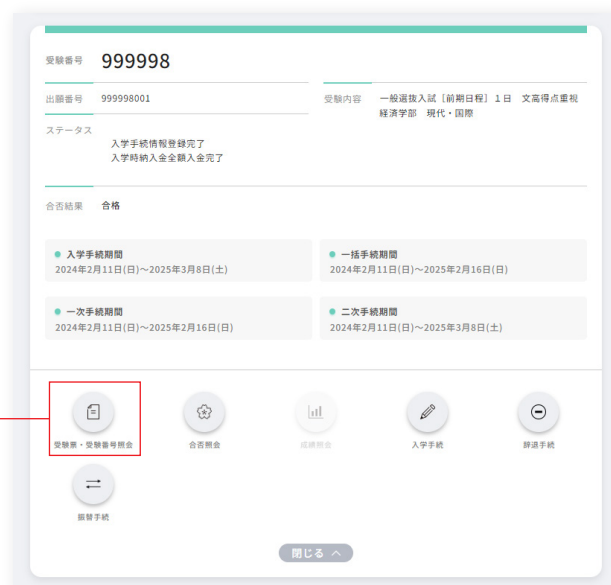 受験番号 999998
出願番号 999998001
受験内容 一般選抜入試［前期日程］１日 文高得点重視
経済学部 現代・国際
ステータス
入学手続情報登録完了
入学時納入金全額入金完了
合否結果 合格
入学手続期間
2024年2月11日(日)～2025年3月8日(土)
一括手続期間
2024年2月11日(日)～2025年2月16日(日)
一次手続期間
2024年2月11日(日)～2025年2月16日(日)
二次手続期間
2024年2月11日(日)～2025年3月8日(土)
受験票・受験番号照会
合否照会
成績照会
入学手続
辞退手続
振替手続
閉じる